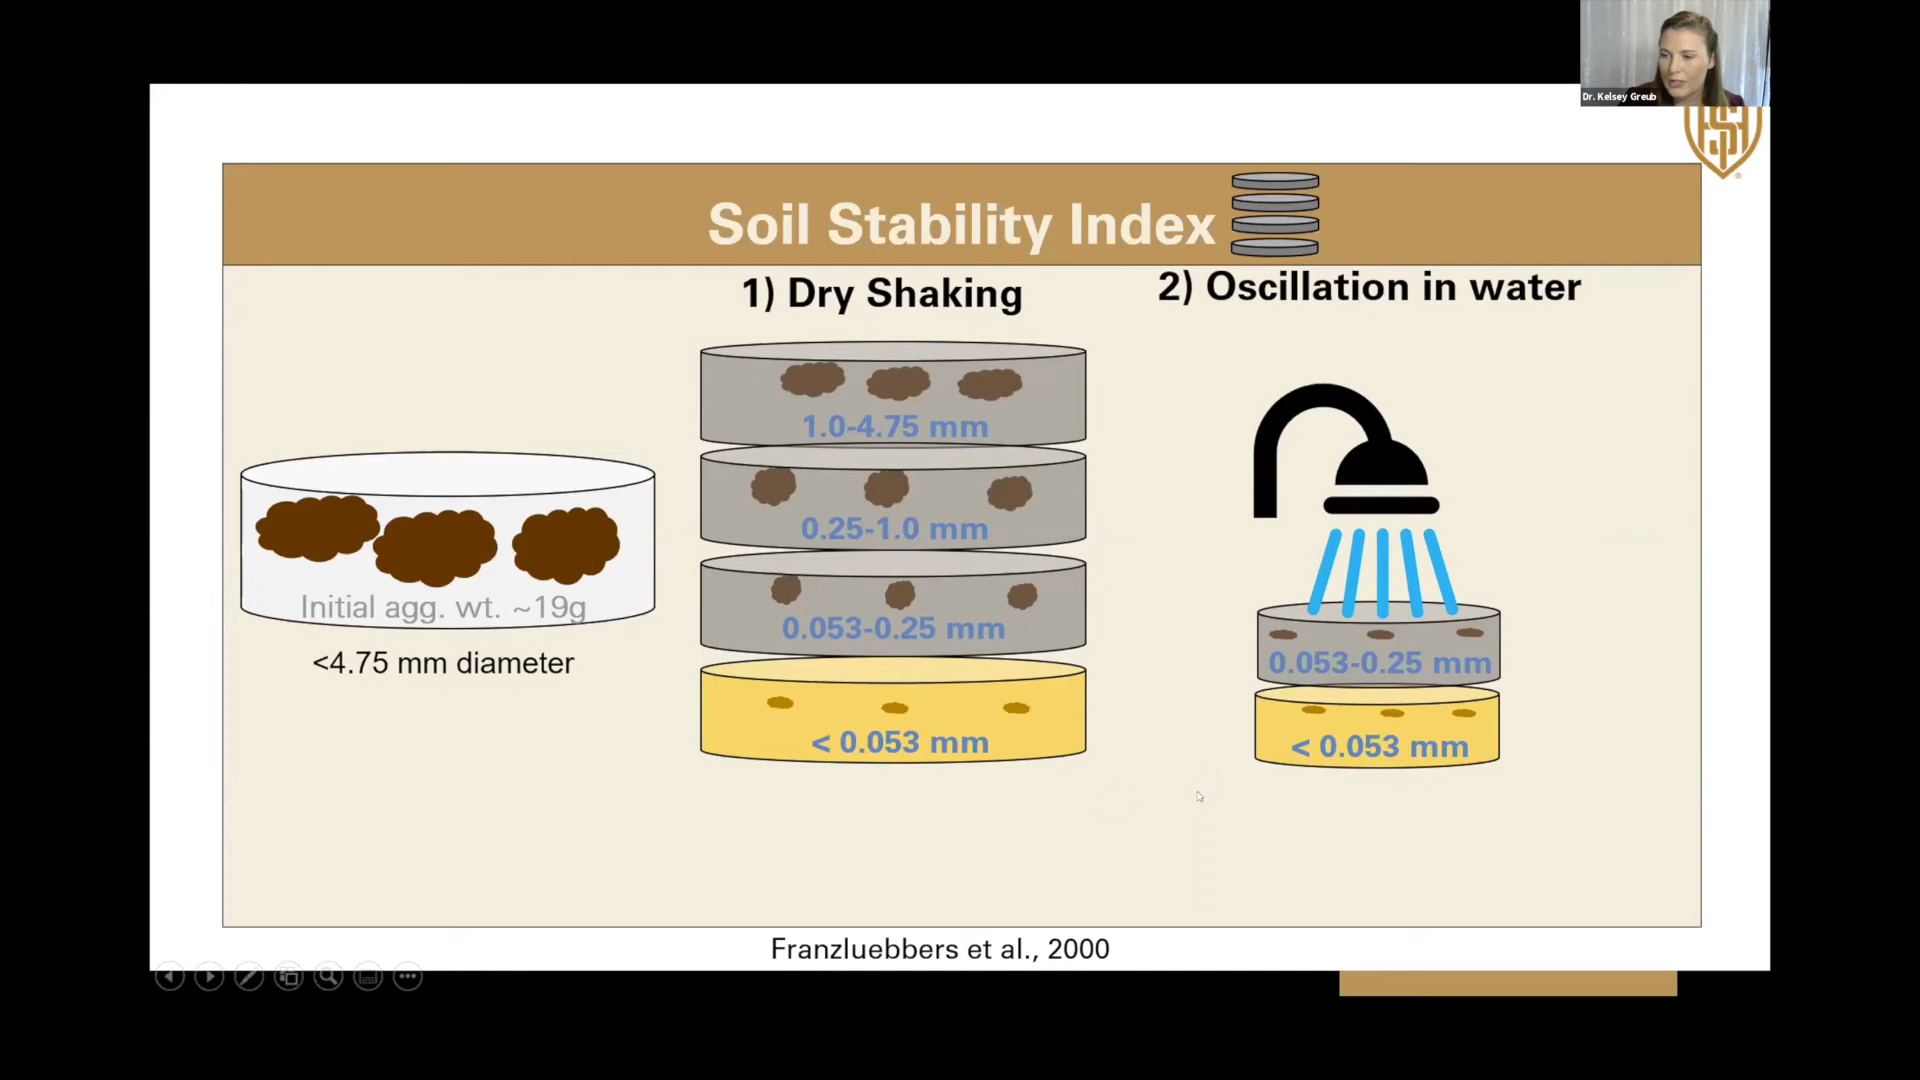 Dr. Kelsey Greub
Soil Stability Index
1) Dry Shaking
2) Oscillation in water
Initial agg. wt. ~19g
<4.75 mm diameter
1.0-4.75 mm
0.25-1.0 mm
0.053-0.25 mm
< 0.053 mm
0.053-0.25 mm
< 0.053 mm
Franzluebbers et al., 2000